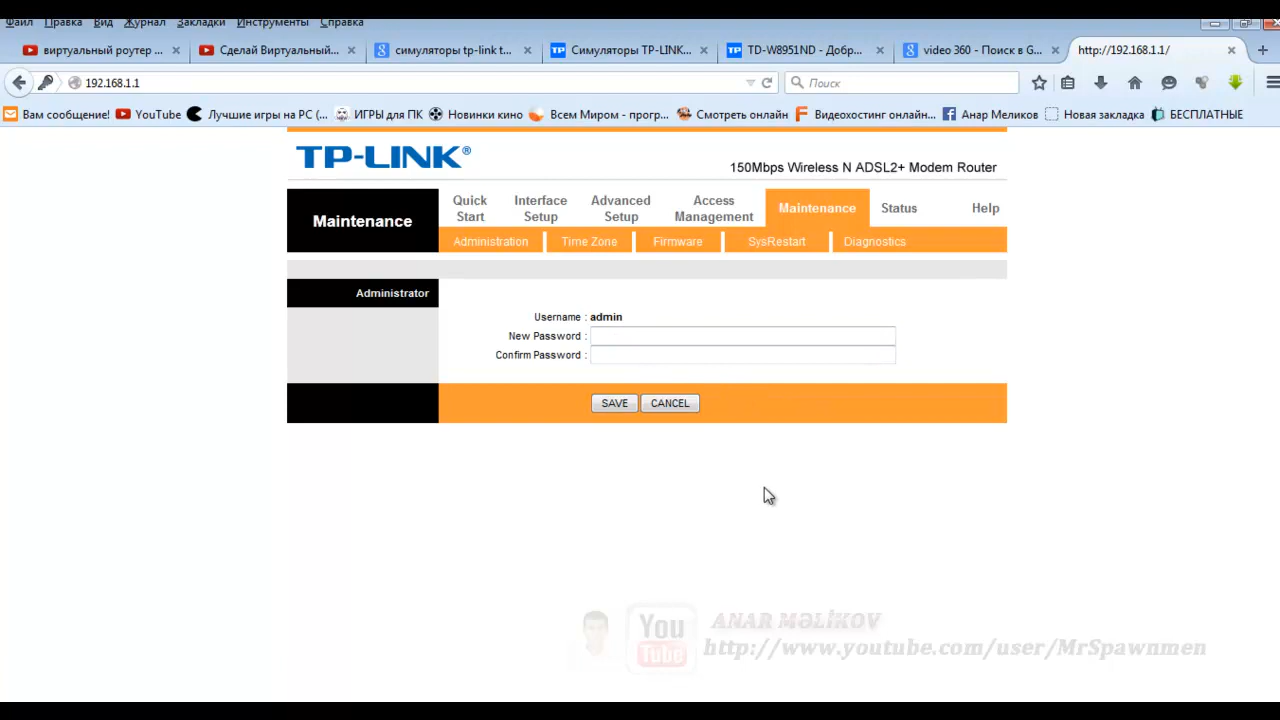 Файл Правка Вид Журнал Закладки Инструменты Справка
виртуальный роутер ... Сделай Виртуальный... симуляторы tp-link t... Симуляторы TP-LINK... TD-W8951ND - Добр... video 360 - Поиск в G... http://192.168.1.1/
192.168.1.1 Поиск
Вам сообщение! YouTube Лучшие игры на PC (... ИГРЫ для ПК Новинки кино Всем Миром - прогр... Смотреть онлайн Видеохостинг онлайн... Анар Меликов Новая закладка БЕСПЛАТНЫЕ
TP-LINK®
150Mbps Wireless N ADSL2+ Modem Router
Maintenance
Quick Start Interface Setup Advanced Setup Access Management Maintenance Status Help
Administration Time Zone Firmware SysRestart Diagnostics
Administrator
Username : admin
New Password :
Confirm Password :
SAVE CANCEL
You Tube
ANAR MƏLİKOV
http://www.youtube.com/user/MrSpawnmen